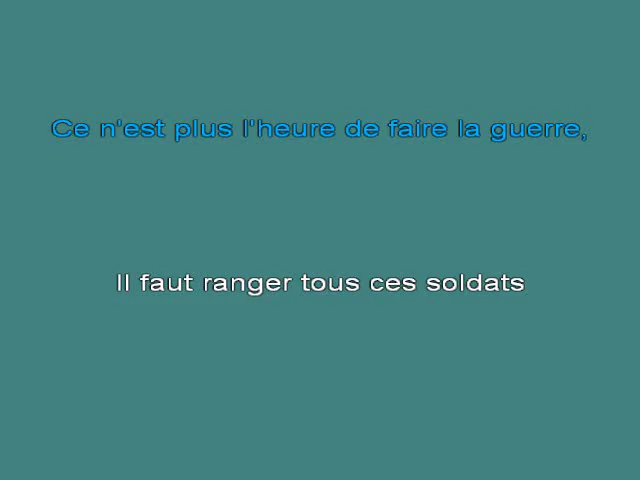 Ce n'est plus l'heure de faire la guerre,
Il faut ranger tous ces soldats